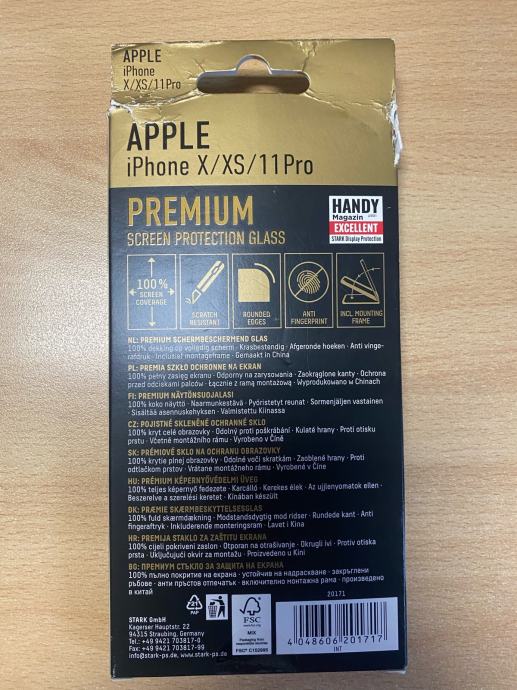 APPLE
iPhone
X/XS/11Pro
APPLE
iPhone X/XS/11Pro
PREMIUM
SCREEN PROTECTION GLASS
HANDY
Magazin
EXCELLENT
STARK Display Protection
100%
SCREEN
COVERAGE
SCRATCH
RESISTANT
ROUNDED
EDGES
ANTI
FINGERPRINT
INCL MOUNTING
FRAME
NL: PREMIUM SCHERMBESCHERMEND GLAS
100% dekking op volledig scherm · Krasbestendig · Afgeronde hoeken · Anti vinge-
rafdruk · Inclusief montageframe · Gemaakt in China
PL: PREMIA SZKŁO OCHRONNE NA EKRAN
100% pełny zasięg ekranu · Odporny na zarysowania · Zaokrąglone kanty · Ochrona
przed odciskami palców · Łącznie z ramą montażową · Wyprodukowano w Chinach
FI: PREMIUM NÄYTÖNSUOJALASI
100% koko näyttö · Naarmunkestävä · Pyöristetyt reunat · Sormenjäljen vastainen
· Sisältää asennuskehyksen · Valmistettu Kiinassa
CZ: POJISTNÉ SKLENĚNÉ OCHRANNÉ SKLO
100% kryt celé obrazovky · Odolný proti poškrábání · Kulaté hrany · Proti otisku
prstu · Včetně montážního rámu · Vyrobeno v Číně
SK: PRÉMIOVÉ SKLO NA OCHRANU OBRAZOVKY
100% krytie plnej obrazovky · Odolné voči skratkám · Zaoblené hrany · Proti
odtlačkom prstov · Vrátane montážneho rámu · Vyrobené v Číne
HU: PRÉMIUM KÉPERNYŐVÉDELMI ÜVEG
100% teljes képernyő fedezete · Karcálló · Kerekes élek · Az ujjlenyomatok ellen ·
Beszerelve a szerelési keretet · Kínában készült
DK: PRÆMIE SKÆRMBESKYTTELSESGLAS
100% fuld skærmdækning · Modstandsdygtig mod ridser · Rundede kant · Anti
fingeraftryk · Inkluderende monteringsram · Lavet i Kina
HR: PREMIJA STAKLO ZA ZAŠTITU EKRANA
100% cijeli pokriveni zaslon · Otporan na otrašivanje · Okrugli ivi · Protiv otiska
prsta · Uključujući okvir za montažu · Proizvedeno u Kini
BG: ПРЕМИУМ СТЪКЛО ЗА ЗАЩИТА НА ЕКРАНА
100% пълно покритие на екрана · устойчив на надраскване · закръглени
ръбове · анти пръстов отпечатък · включително монтажна рама · произведено
в китай
20171
STARK GmbH
Kagerser Hauptstr. 22
94315 Straubing, Germany
Tel.: +49 9421 703817-0
Fax: +49 9421 703817-99
info@stark-ps.de, www.stark-ps.de
21
PAP
FSC
www.fsc.org
MIX
Packaging from
responsible sources
FSC® C152695
4 048606 201717
INT